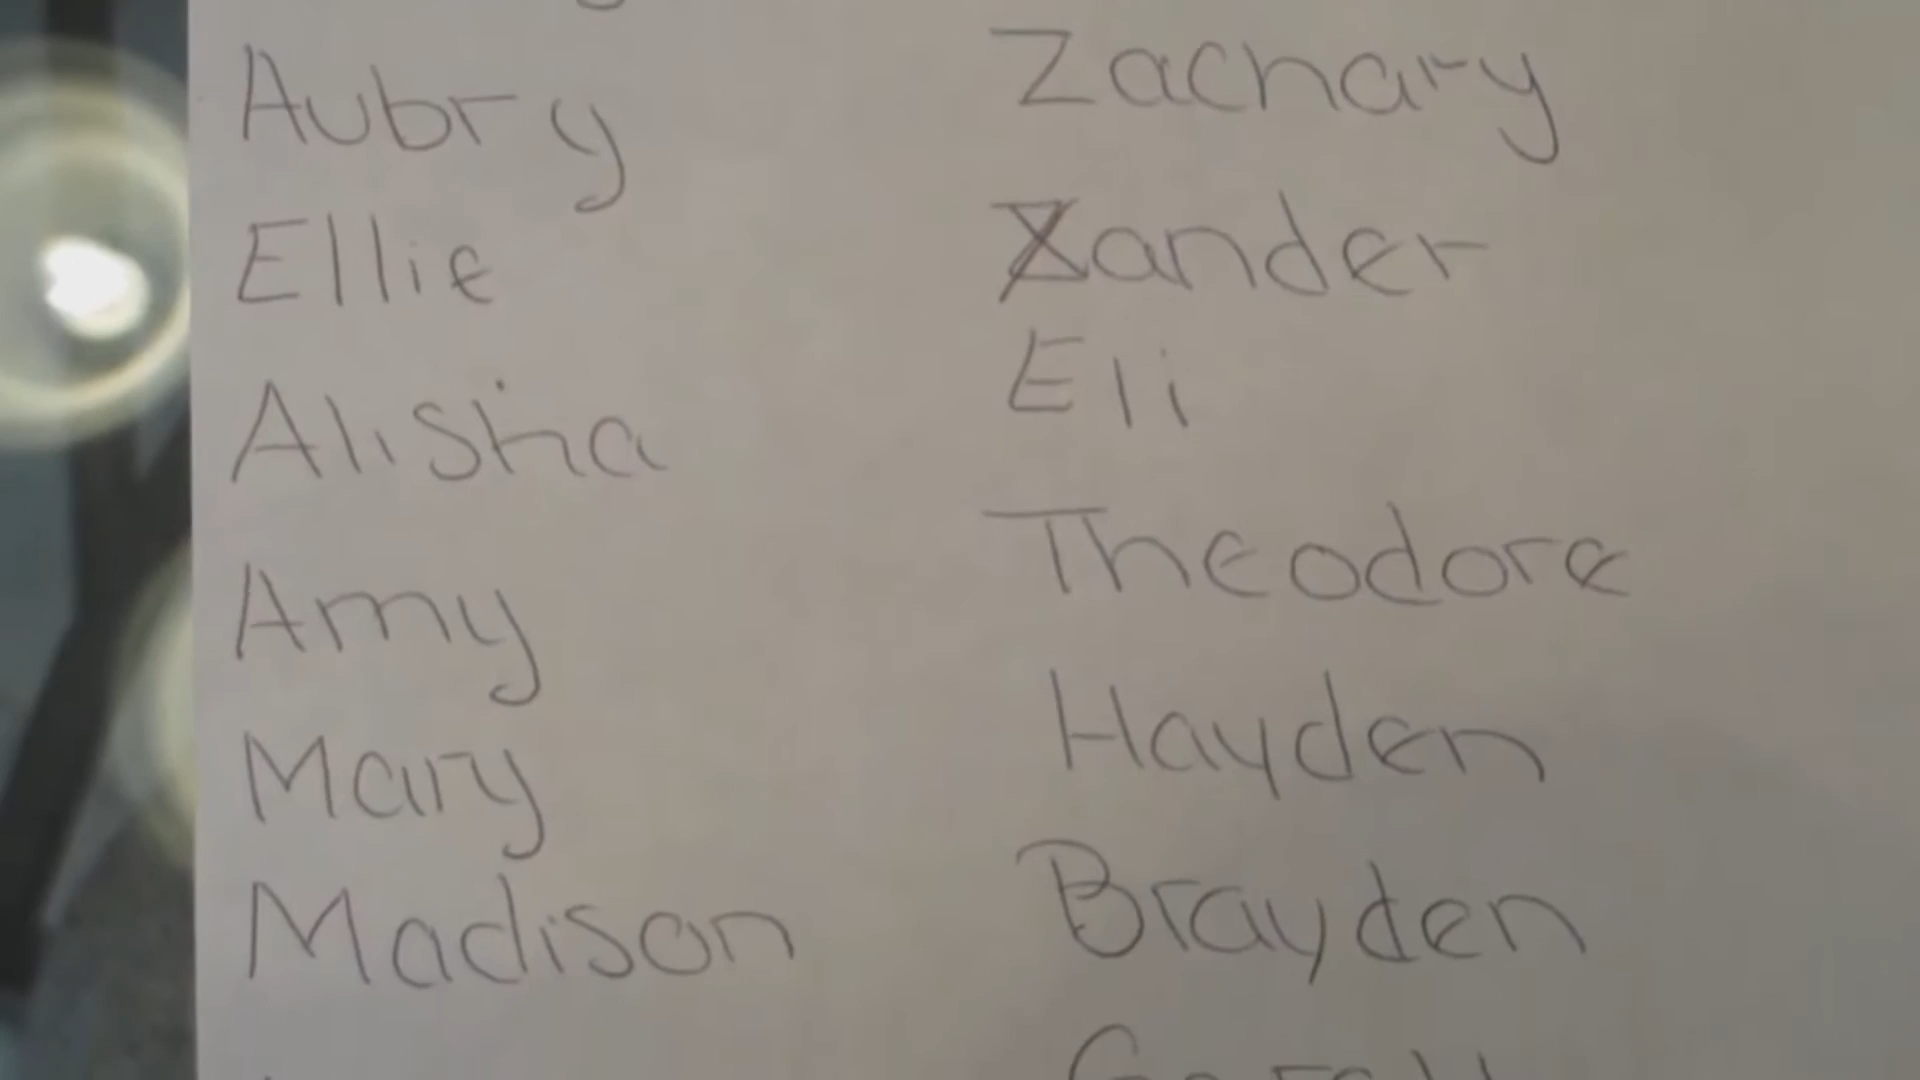 Aubry
Ellie
Alisha
Amy
Mary
Madison
Zachary
Xander
Eli
Theodore
Hayden
Brayden